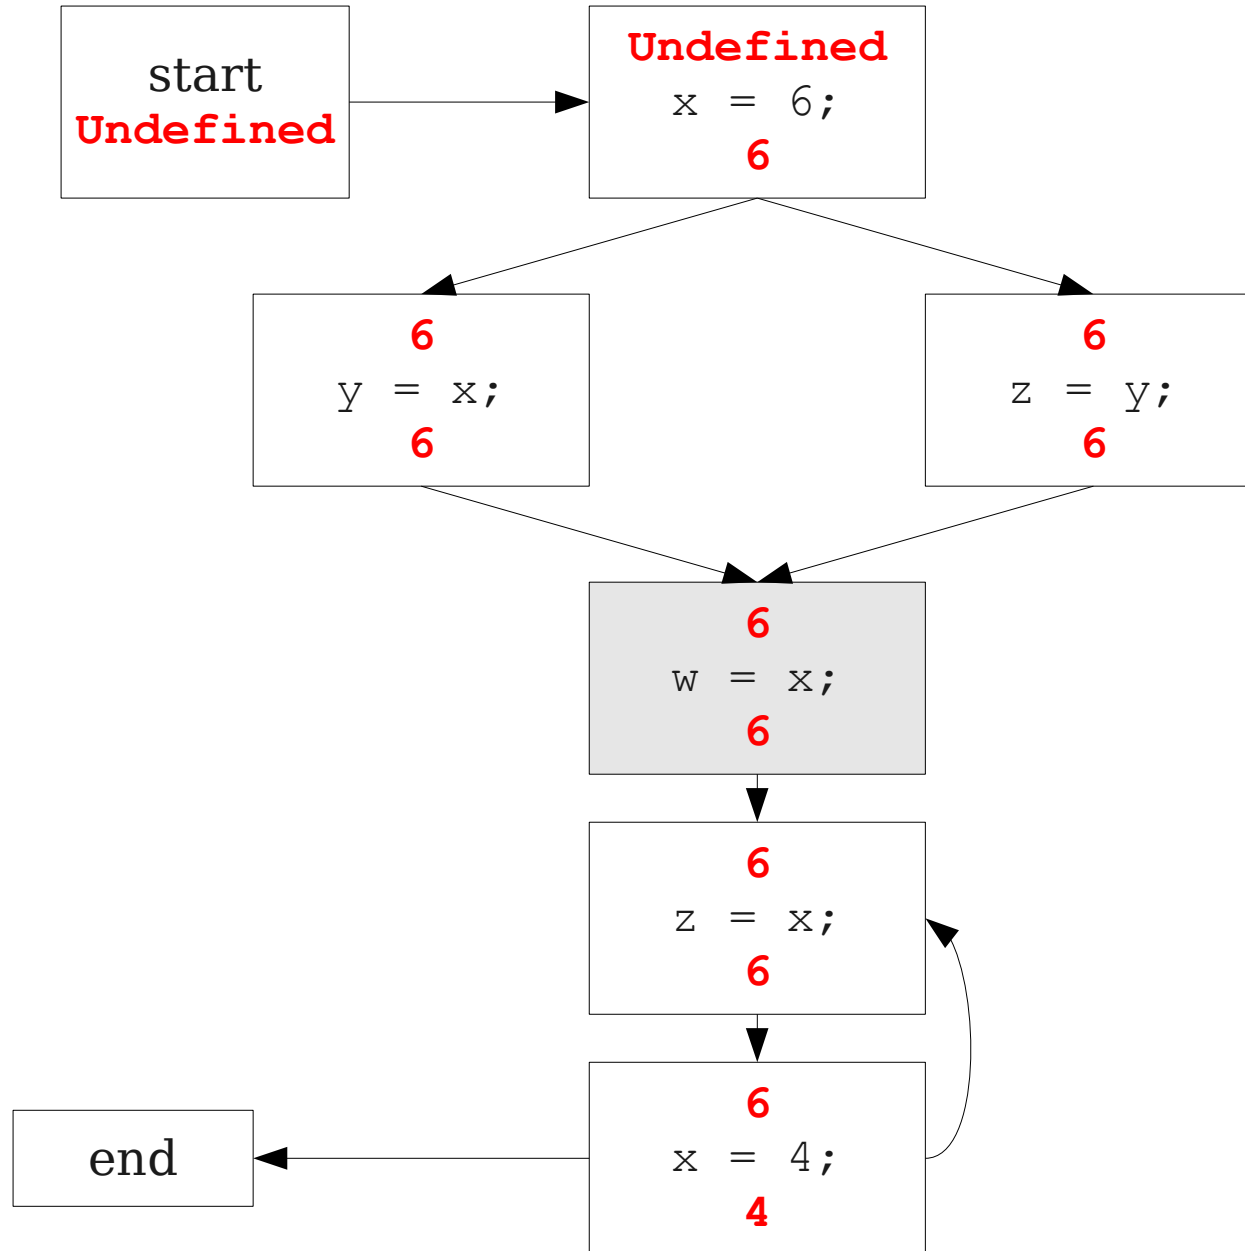 start
Undefined
Undefined
x = 6;
6
6
y = x;
6
6
z = y;
6
6
w = x;
6
6
z = x;
6
6
x = 4;
4
end